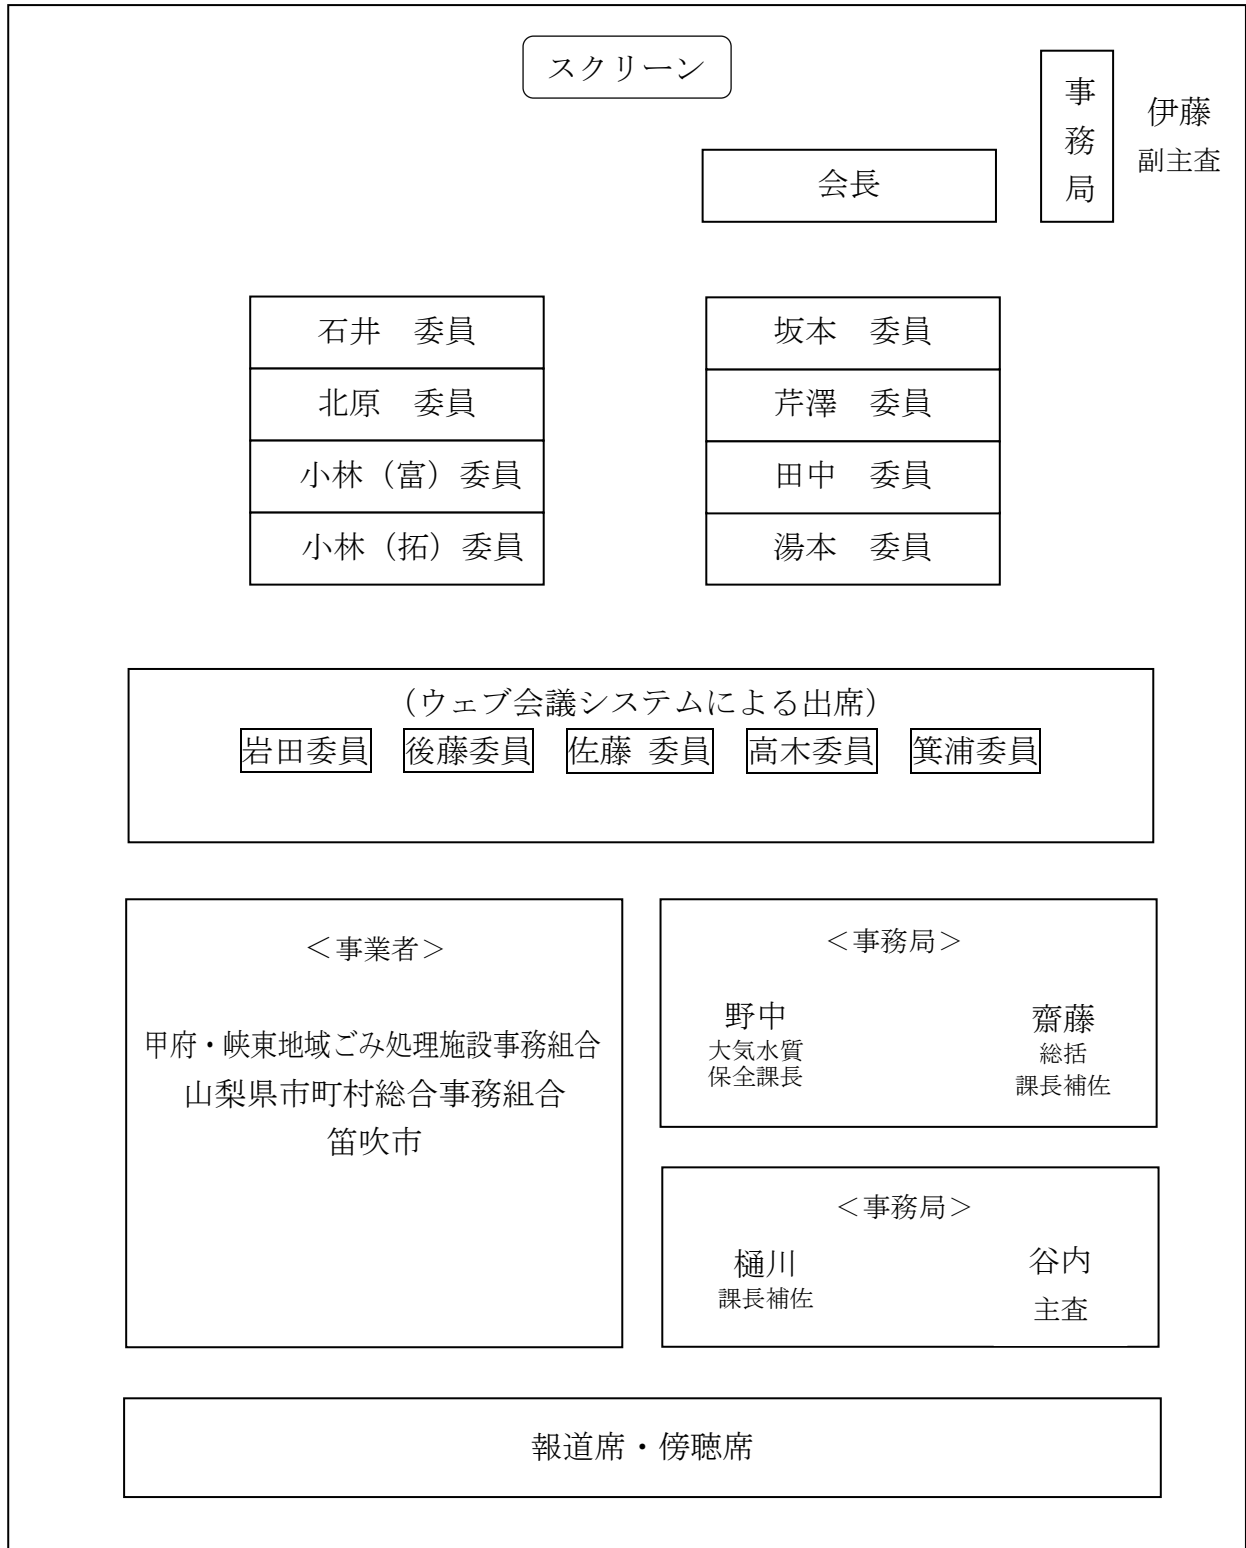 スクリーン
事務局
伊藤
副主査
会長
石井　委員
北原　委員
小林（富）委員
小林（拓）委員
坂本　委員
芹澤　委員
田中　委員
湯本　委員
（ウェブ会議システムによる出席）
岩田委員　後藤委員　佐藤 委員　高木委員　箕浦委員
＜事業者＞
甲府・峡東地域ごみ処理施設事務組合
山梨県市町村総合事務組合
笛吹市
＜事務局＞
野中
大気水質
保全課長
齋藤
総括
課長補佐
＜事務局＞
樋川
課長補佐
谷内
主査
報道席・傍聴席